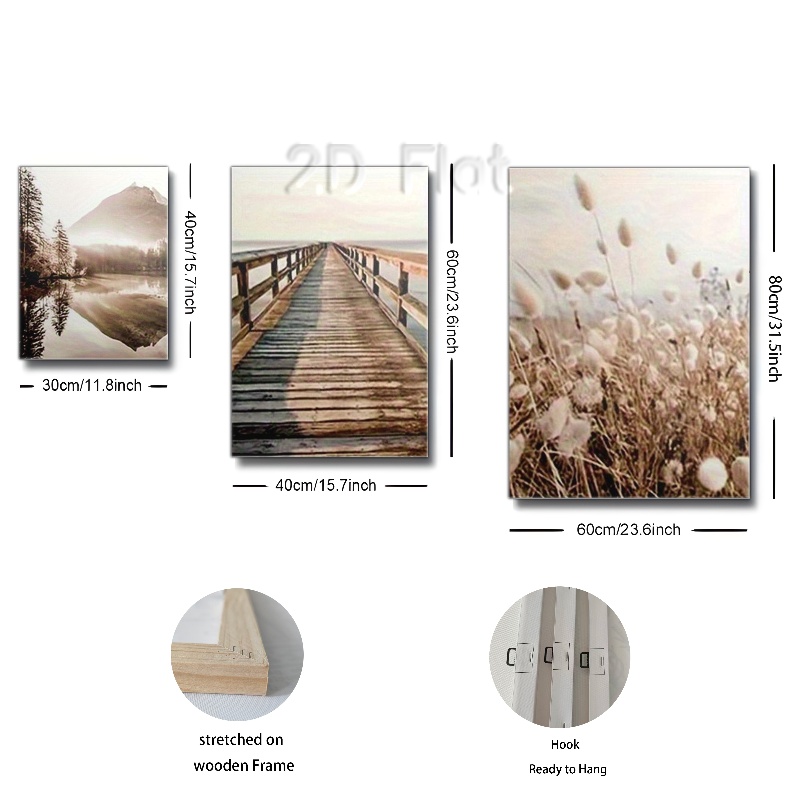 2D Flat
40cm/15.7inch
30cm/11.8inch
60cm/23.6inch
40cm/15.7inch
80cm/31.5inch
60cm/23.6inch
stretched on
wooden Frame
Hook
Ready to Hang